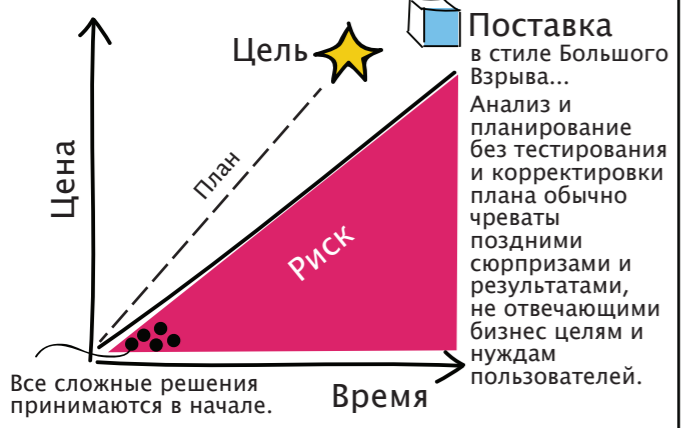 Цель
Поставка
в стиле Большого
Взрыва...
Анализ и
планирование
без тестирования
и корректировки
плана обычно
чреваты
поздними
сюрпризами и
результатами,
не отвечающими
бизнес целям и
нуждам
пользователей.
Цена
План
Риск
Все сложные решения
принимаются в начале.
Время